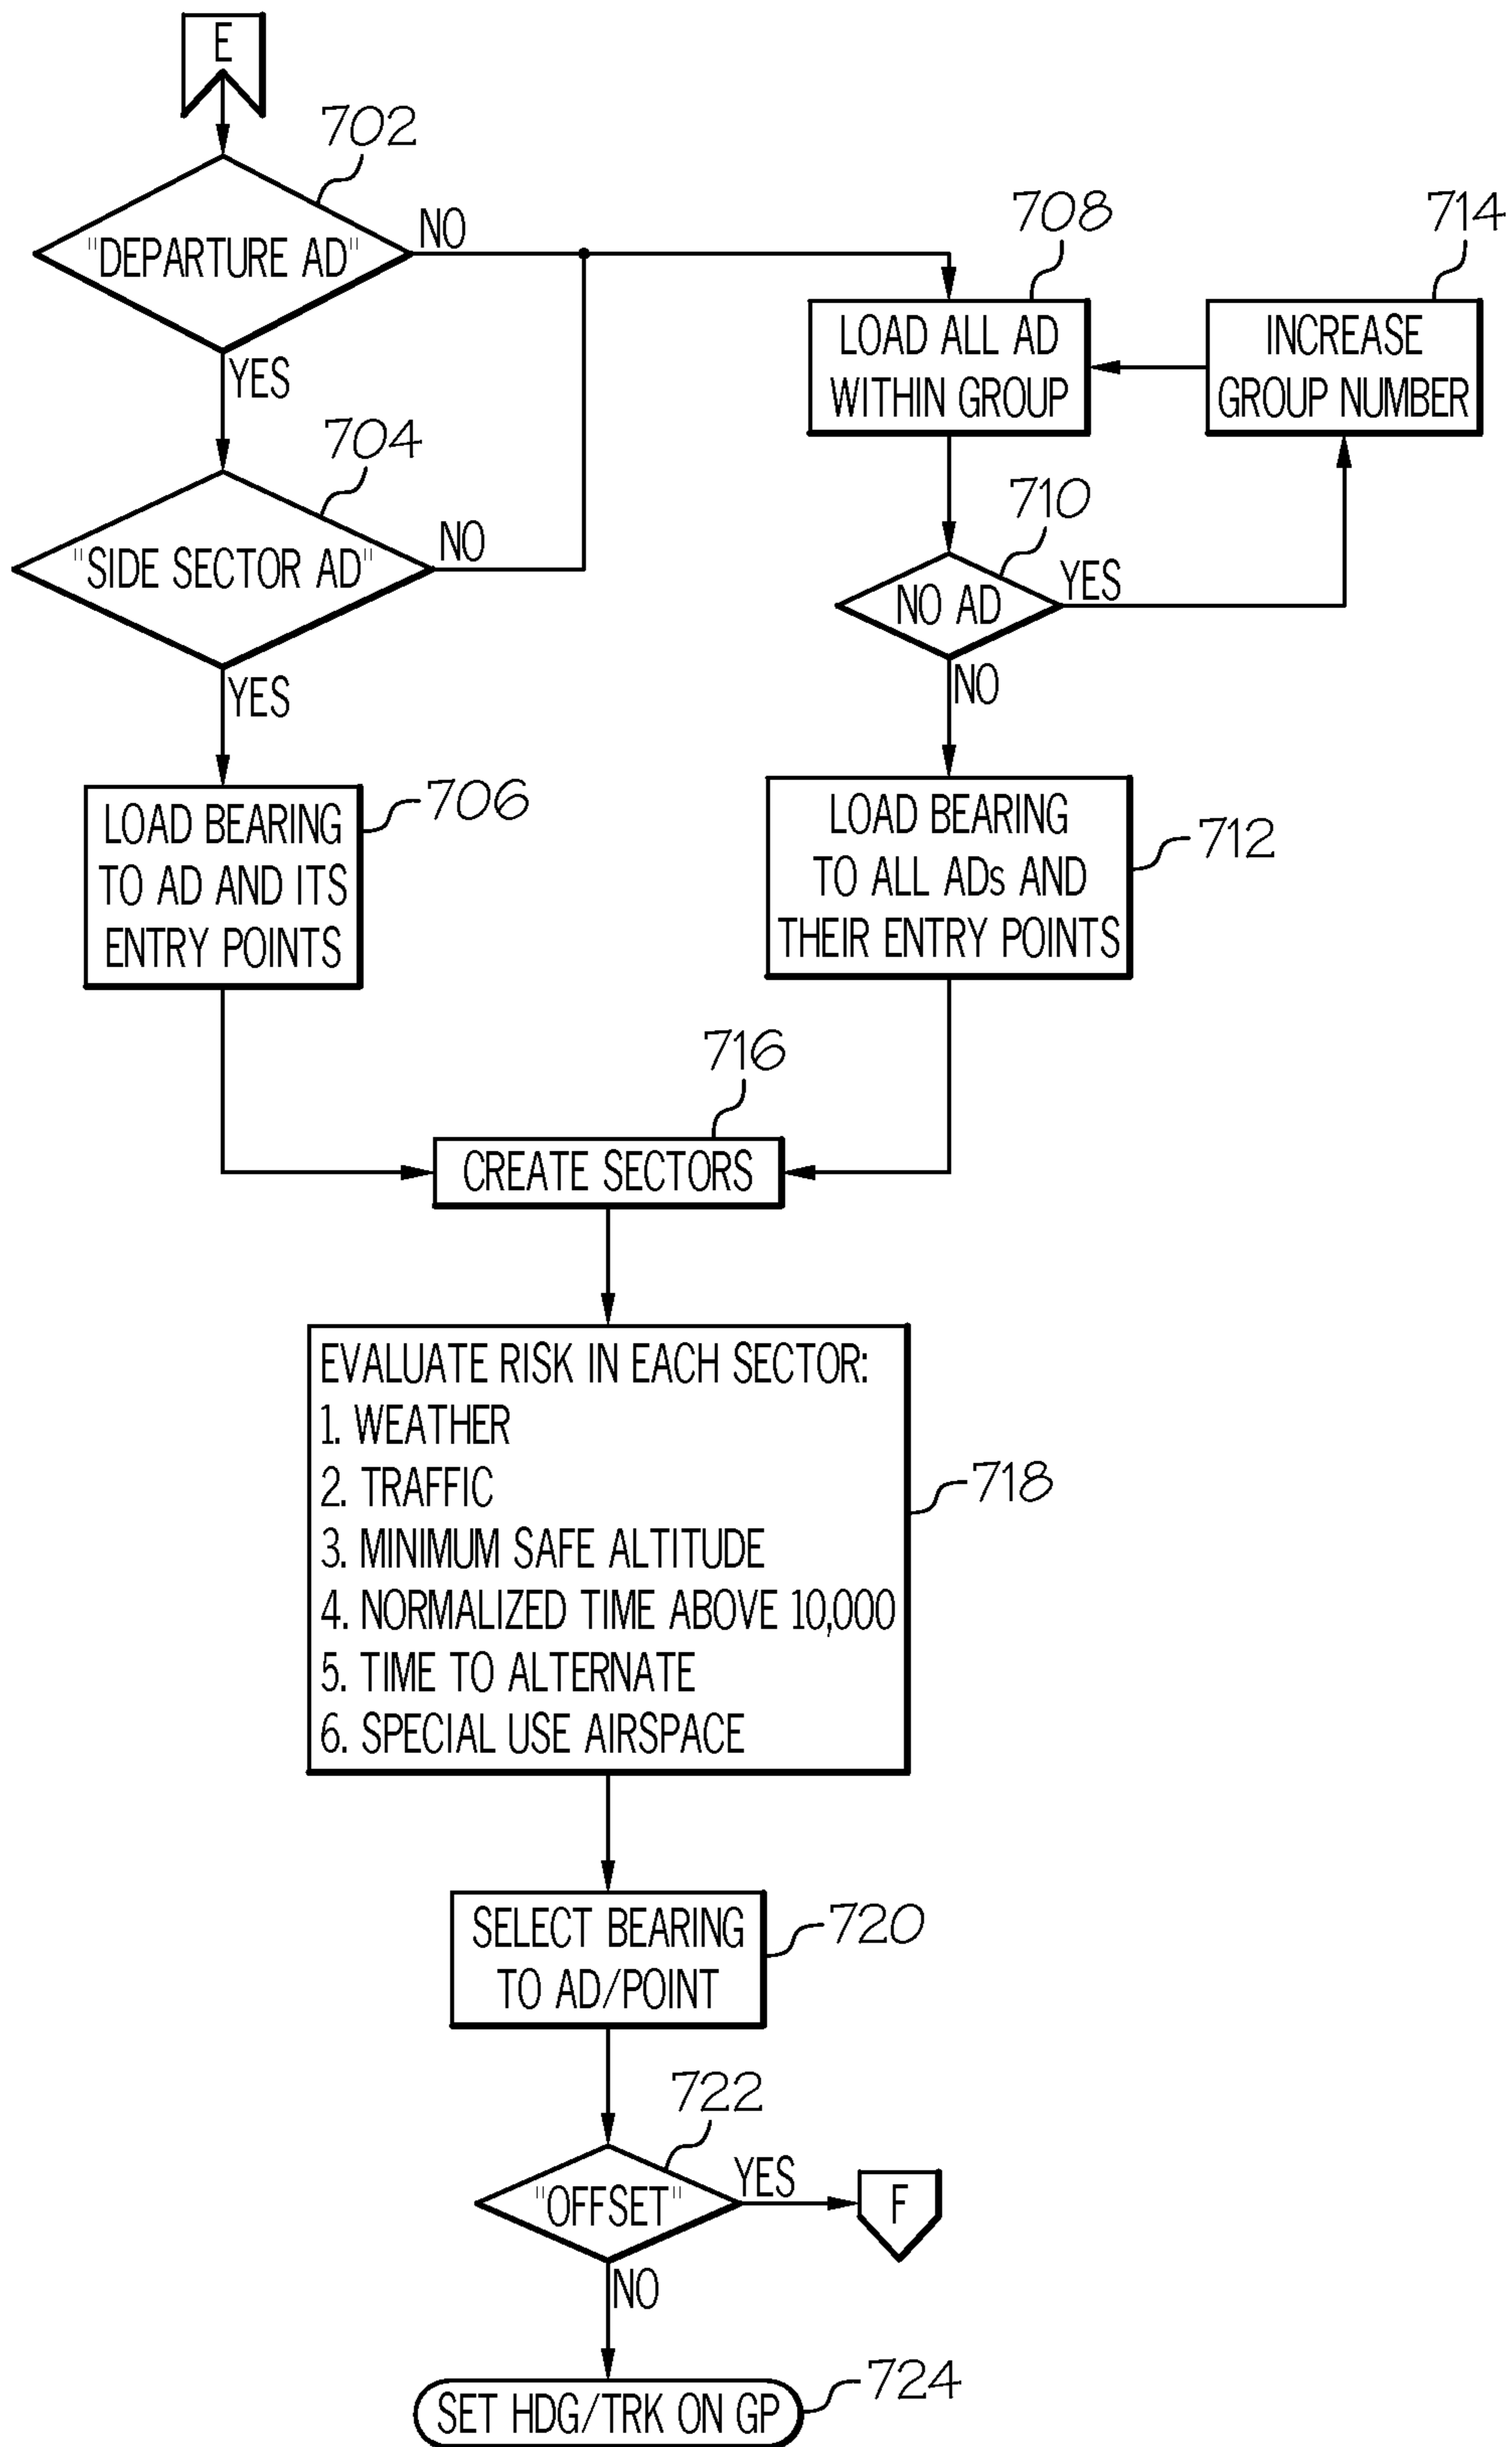 E
702
"DEPARTURE AD"
NO
YES
704
"SIDE SECTOR AD"
NO
YES
LOAD BEARING
TO AD AND ITS
ENTRY POINTS
706
708
LOAD ALL AD
WITHIN GROUP
714
INCREASE
GROUP NUMBER
710
NO AD
YES
NO
LOAD BEARING
TO ALL ADs AND
THEIR ENTRY POINTS
712
716
CREATE SECTORS
EVALUATE RISK IN EACH SECTOR:
1. WEATHER
2. TRAFFIC
3. MINIMUM SAFE ALTITUDE
4. NORMALIZED TIME ABOVE 10,000
5. TIME TO ALTERNATE
6. SPECIAL USE AIRSPACE
718
SELECT BEARING
TO AD/POINT
720
722
"OFFSET"
YES
F
NO
SET HDG/TRK ON GP
724